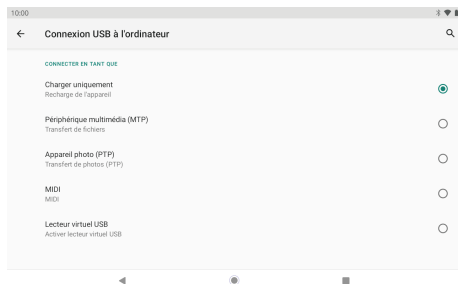 10:00
Connexion USB à l'ordinateur
CONNECTER EN TANT QUE
Charger uniquement
Recharge de l'appareil
Périphérique multimédia (MTP)
Transfert de fichiers
Appareil photo (PTP)
Transfert de photos (PTP)
MIDI
MIDI
Lecteur virtuel USB
Activer lecteur virtuel USB